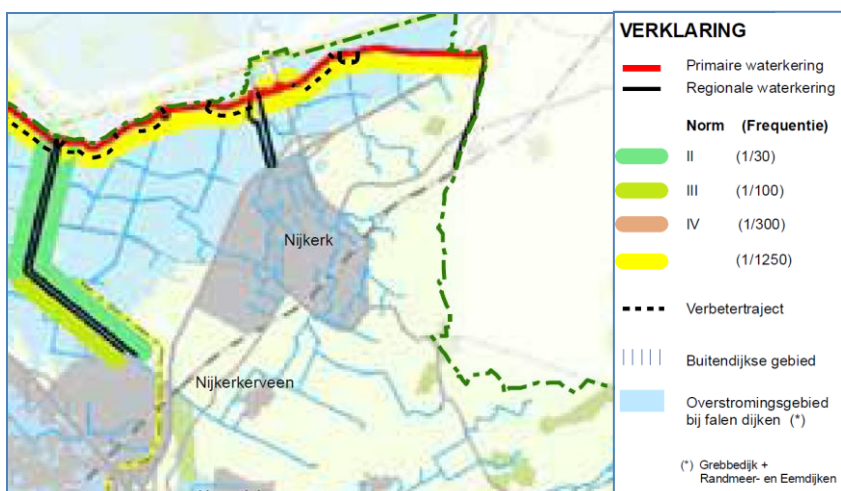 Nijkerk
Nijkerkerveen
VERKLARING
Primaire waterkering
Regionale waterkering
Norm (Frequentie)
II (1/30)
III (1/100)
IV (1/300)
(1/1250)
Verbetertraject
Buitendijkse gebied
Overstromingsgebied
bij falen dijken (*)
(*) Grebbedijk +
Randmeer- en Eemdijken